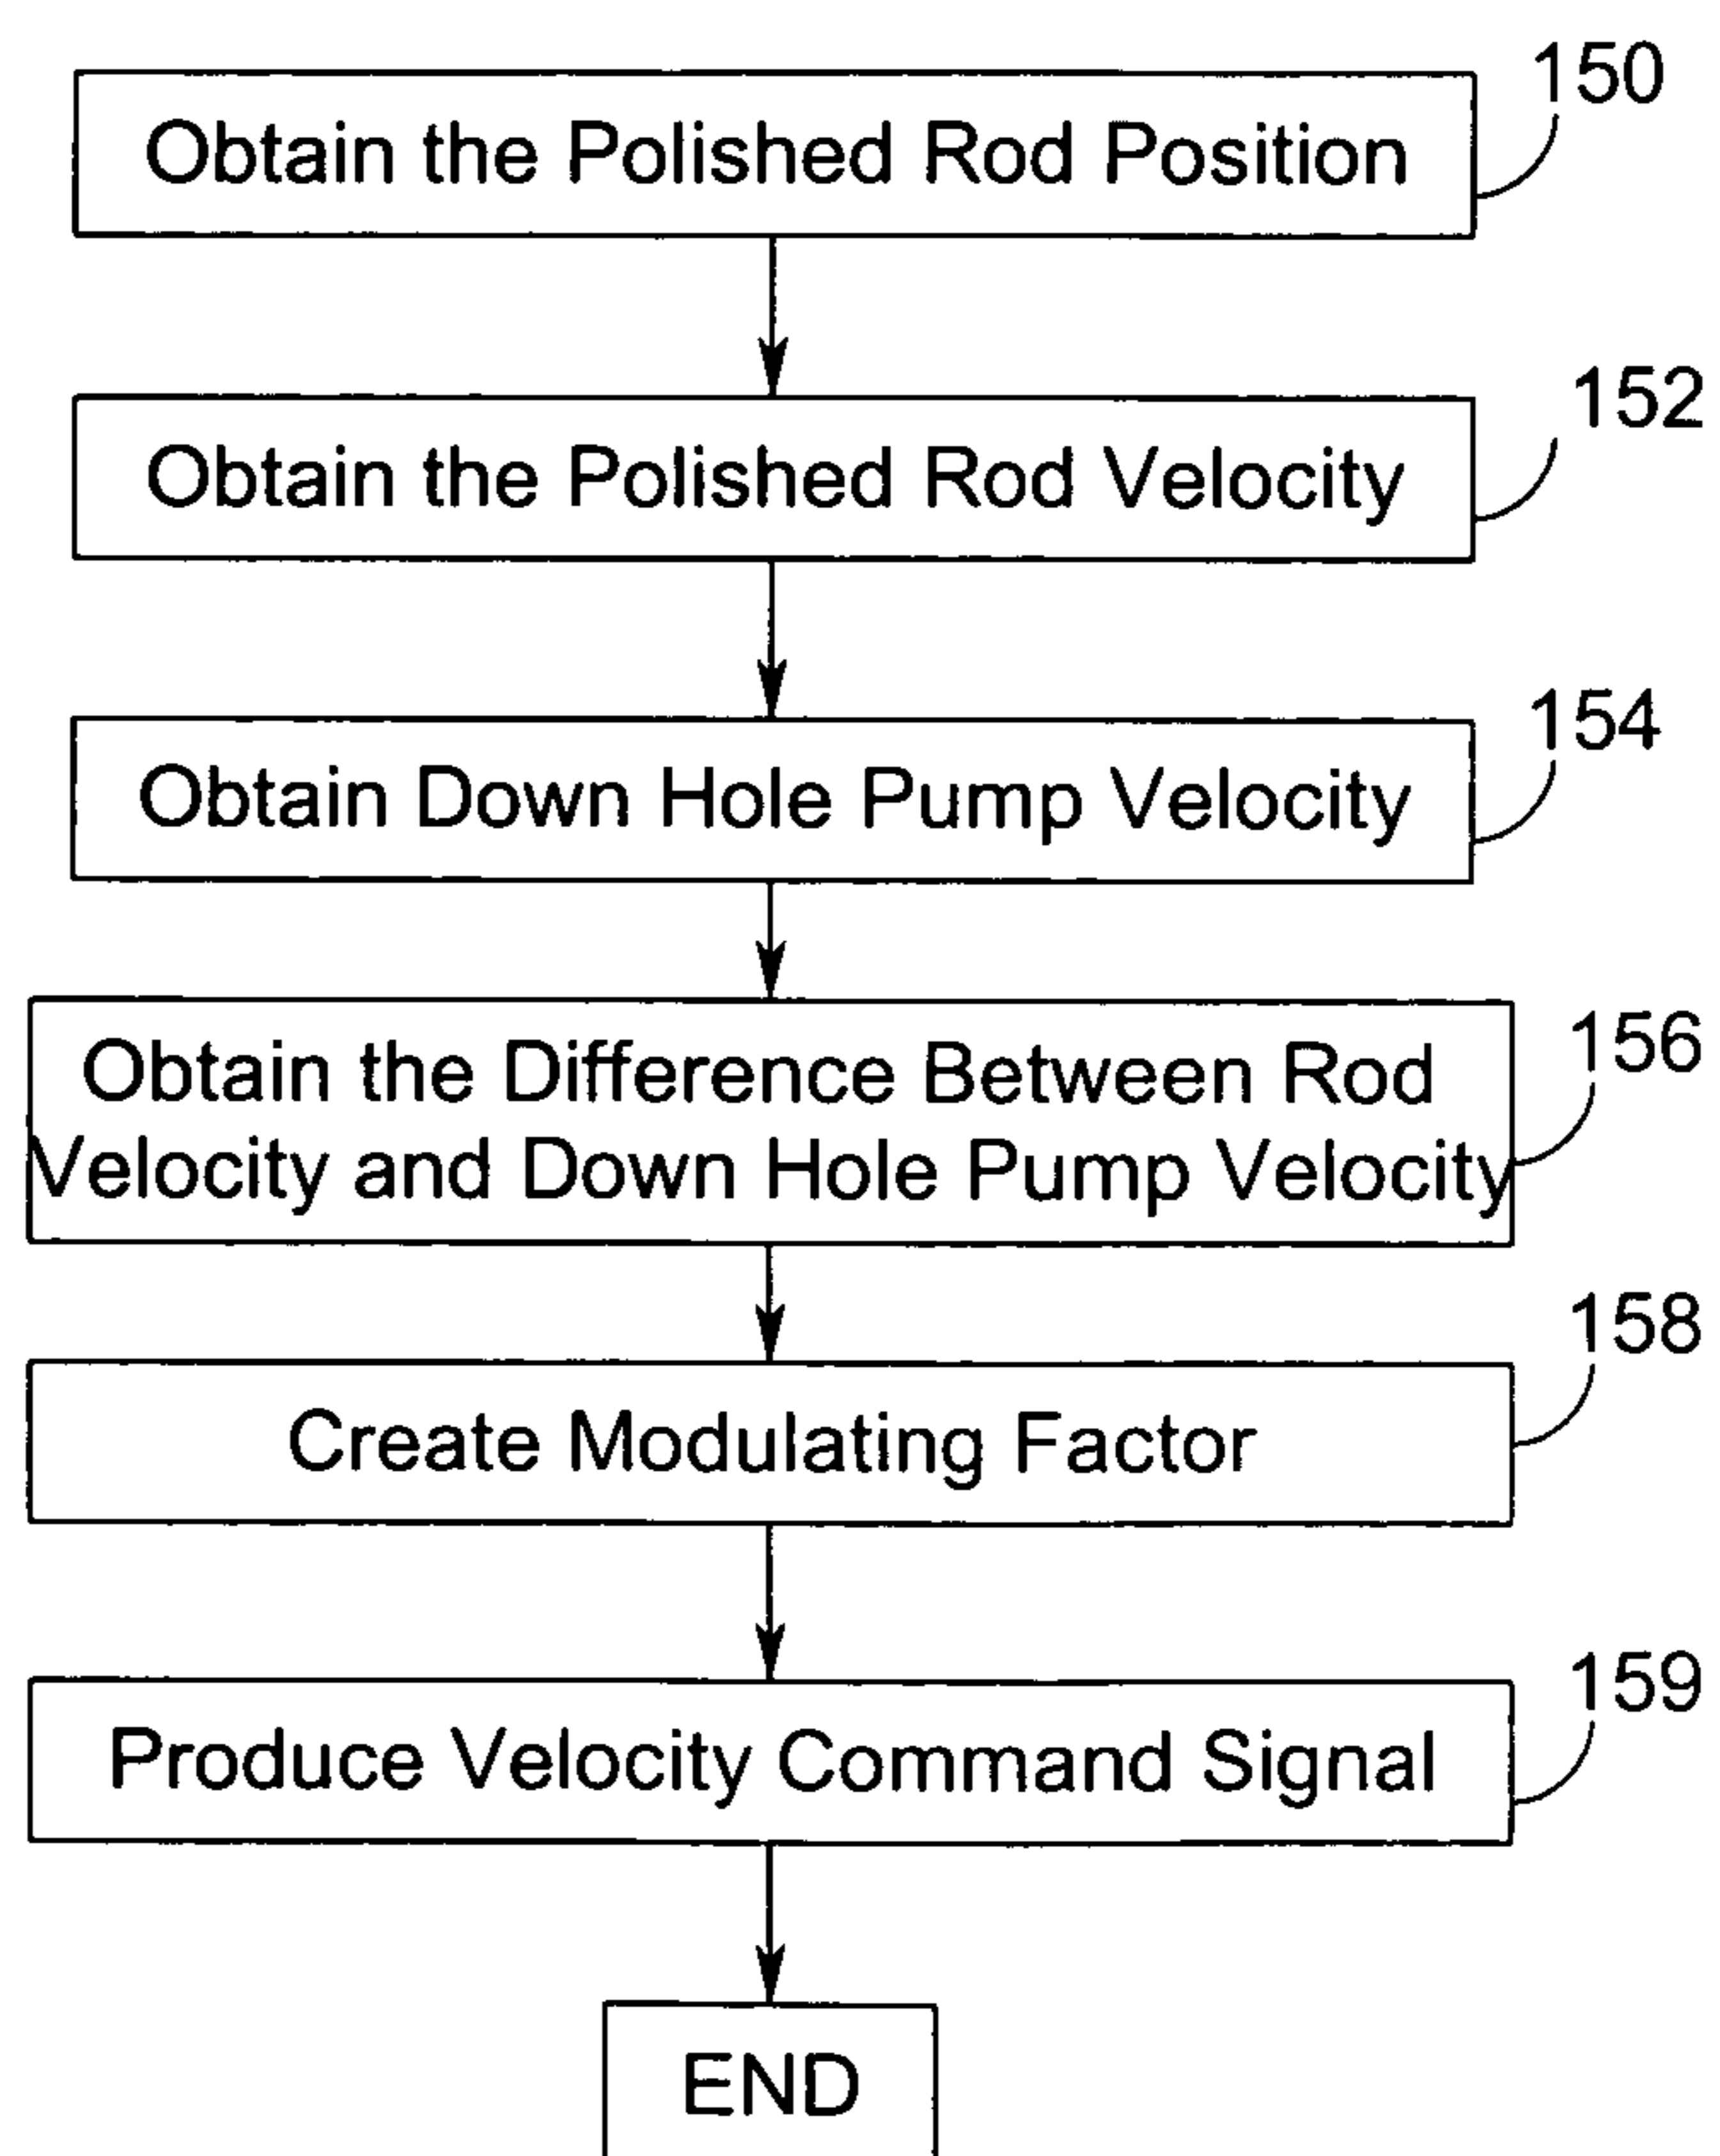 150
Obtain the Polished Rod Position
152
Obtain the Polished Rod Velocity
154
Obtain Down Hole Pump Velocity
156
Obtain the Difference Between Rod
Velocity and Down Hole Pump Velocity
158
Create Modulating Factor
159
Produce Velocity Command Signal
END